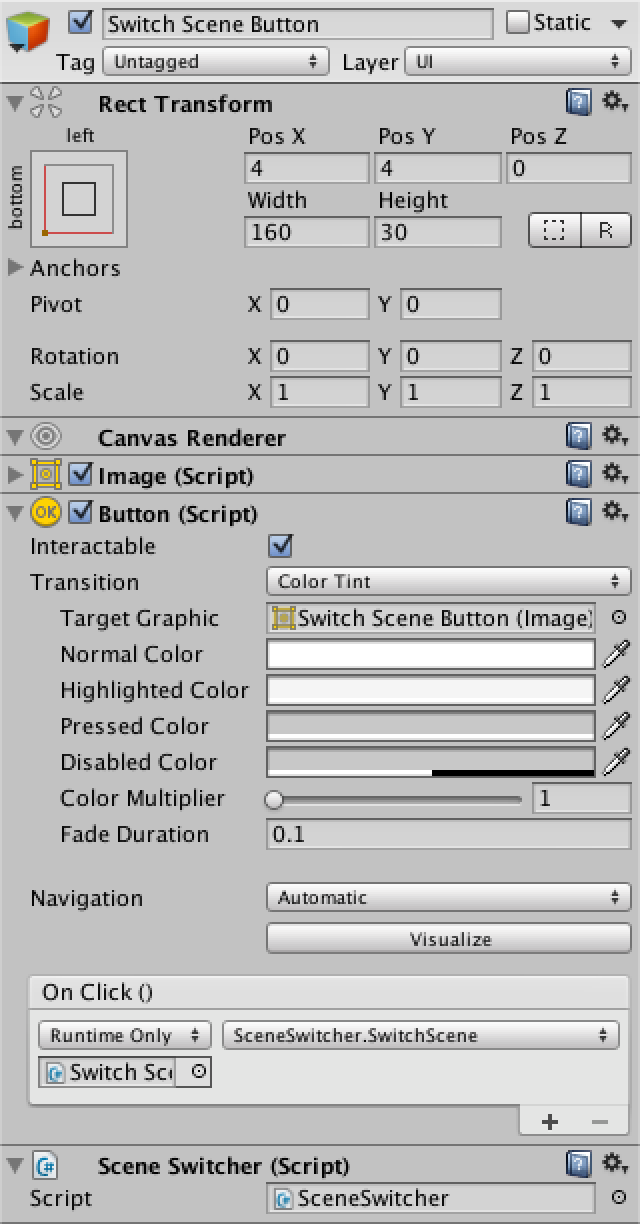 Switch Scene Button Static
Tag Untagged Layer UI
Rect Transform
left
bottom
Pos X Pos Y Pos Z
4 4 0
Width Height
160 30 R
Anchors
Pivot X 0 Y 0
Rotation X 0 Y 0 Z 0
Scale X 1 Y 1 Z 1
Canvas Renderer
Image (Script)
OK Button (Script)
Interactable
Transition Color Tint
Target Graphic Switch Scene Button (Image)
Normal Color
Highlighted Color
Pressed Color
Disabled Color
Color Multiplier 1
Fade Duration 0.1
Navigation Automatic
Visualize
On Click ()
Runtime Only SceneSwitcher.SwitchScene
C# Switch Sc
+ −
C# Scene Switcher (Script)
Script C# SceneSwitcher